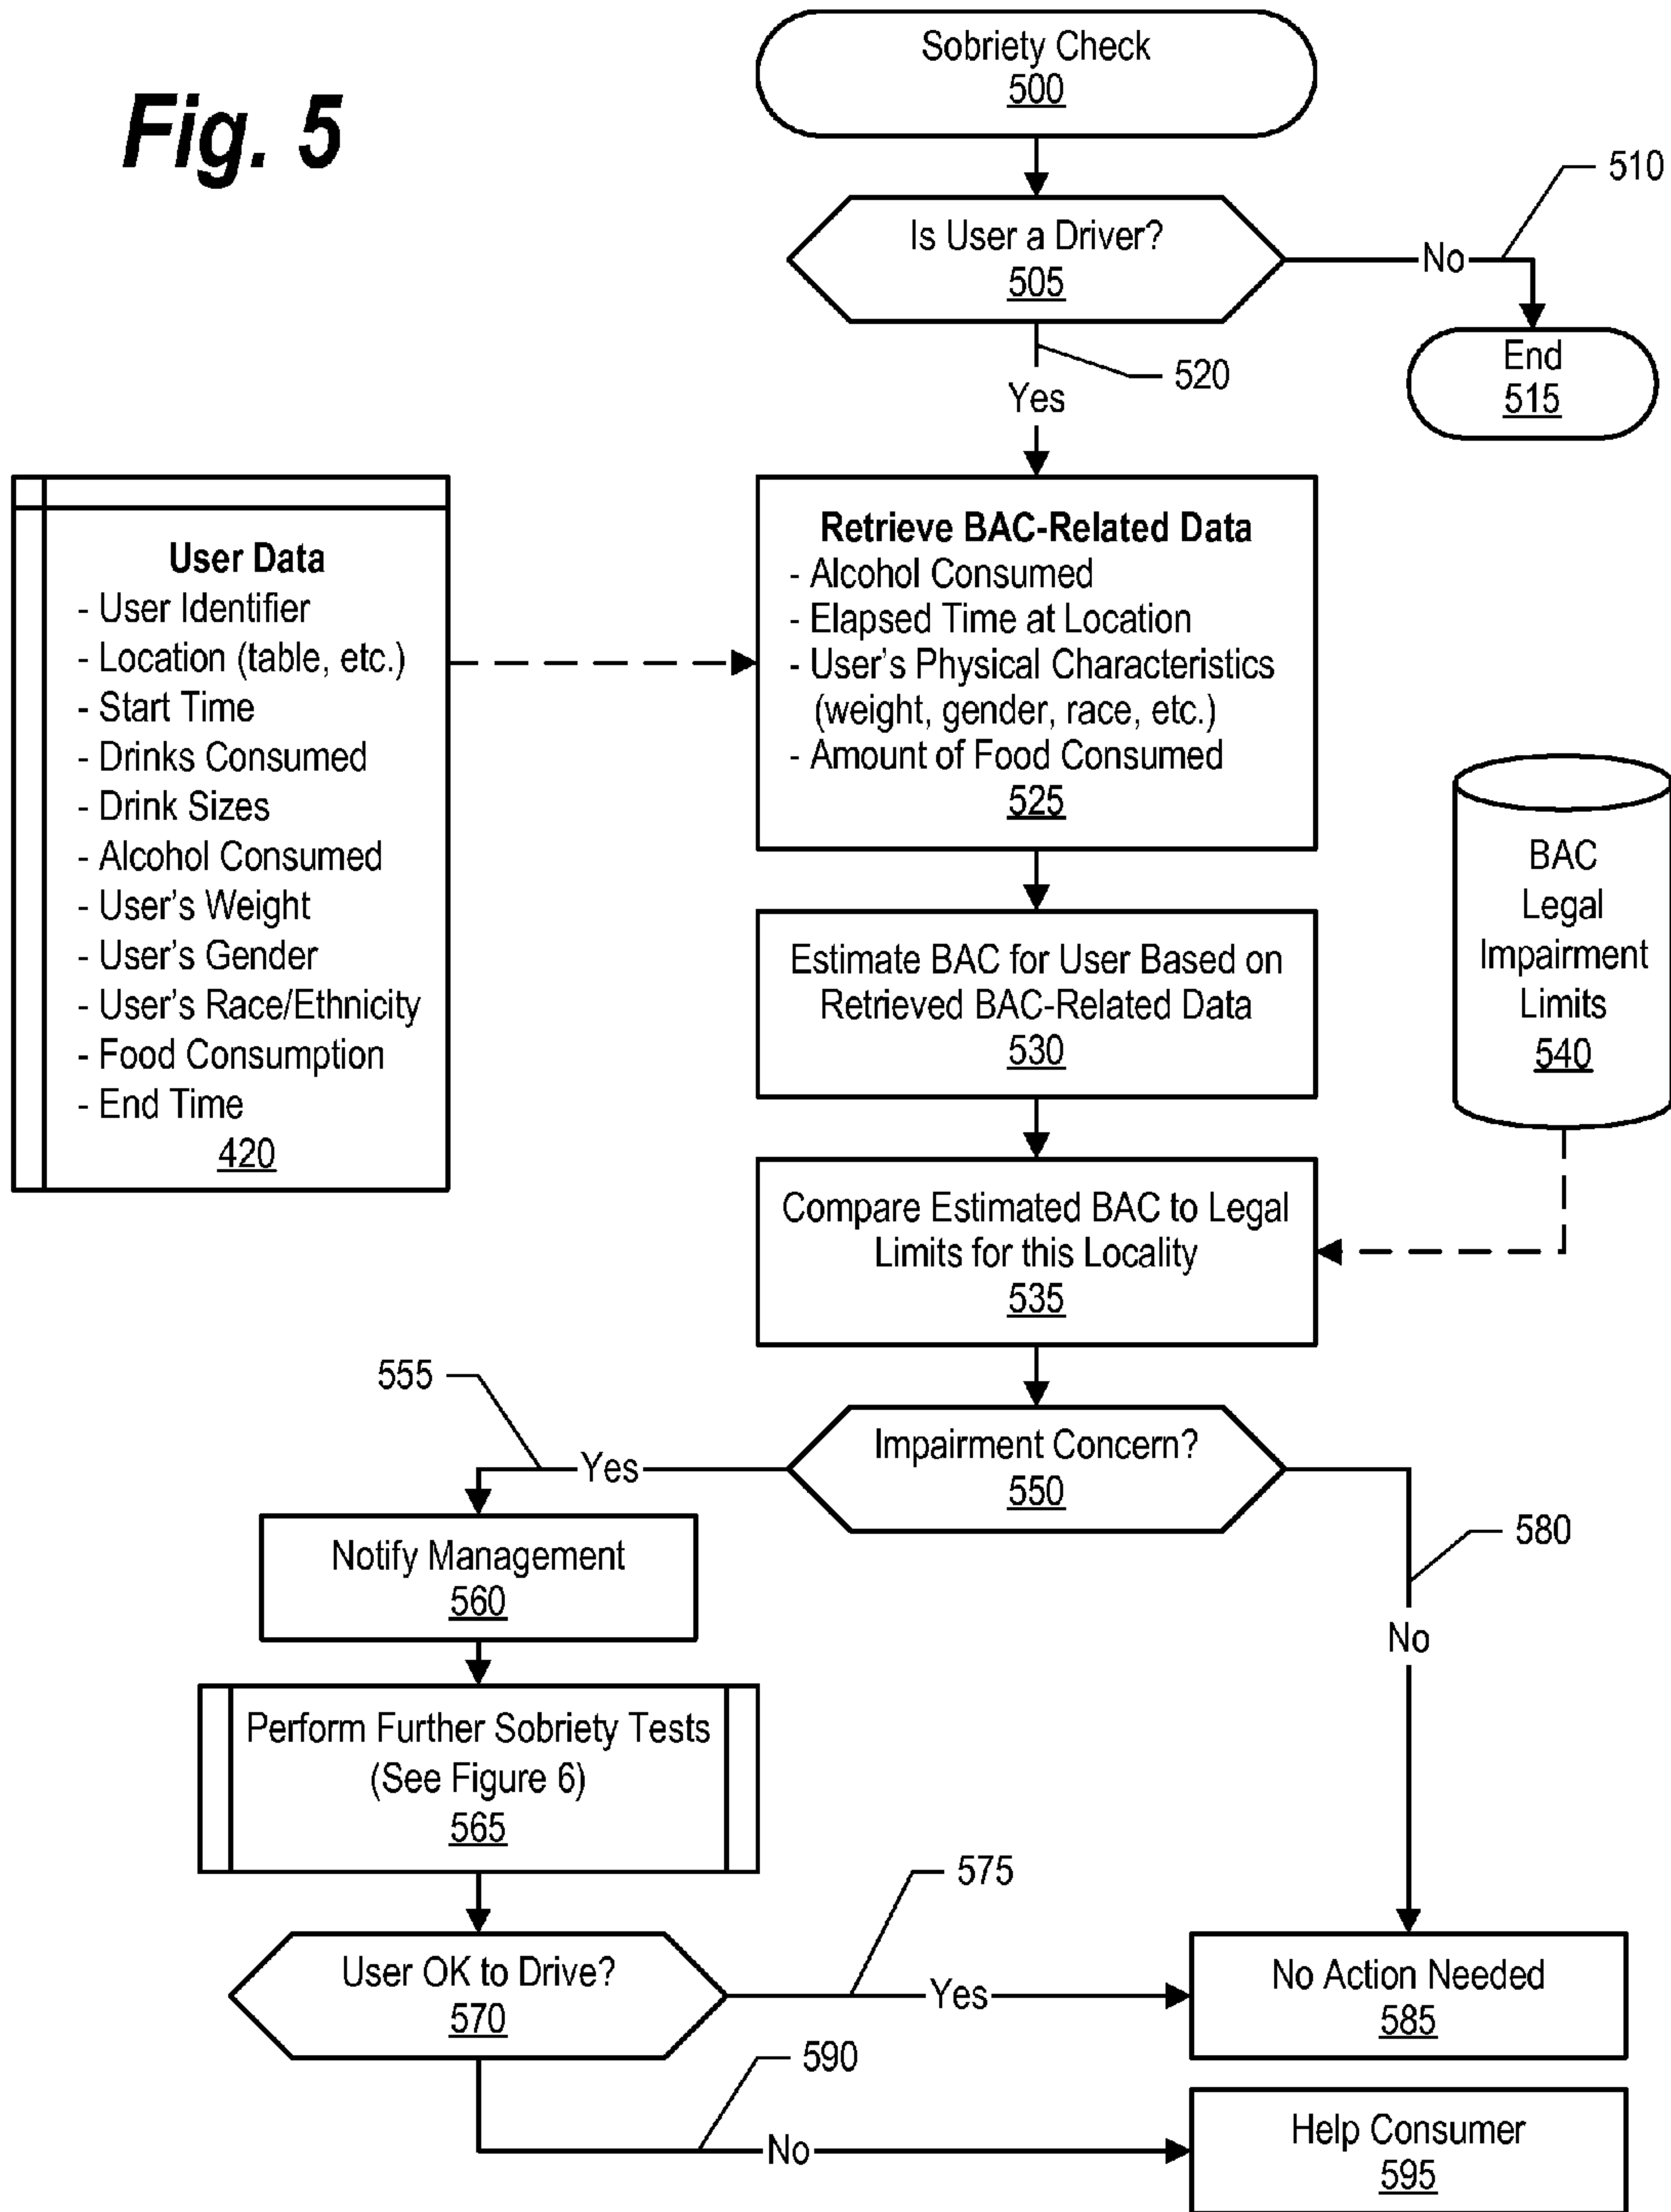 Fig. 5
Sobriety Check
500
Is User a Driver?
505
No
510
End
515
520
Yes
User Data
- User Identifier
- Location (table, etc.)
- Start Time
- Drinks Consumed
- Drink Sizes
- Alcohol Consumed
- User's Weight
- User's Gender
- User's Race/Ethnicity
- Food Consumption
- End Time
420
Retrieve BAC-Related Data
- Alcohol Consumed
- Elapsed Time at Location
- User's Physical Characteristics
(weight, gender, race, etc.)
- Amount of Food Consumed
525
Estimate BAC for User Based on
Retrieved BAC-Related Data
530
BAC
Legal
Impairment
Limits
540
Compare Estimated BAC to Legal
Limits for this Locality
535
555
Yes
Impairment Concern?
550
580
No
Notify Management
560
Perform Further Sobriety Tests
(See Figure 6)
565
User OK to Drive?
570
575
Yes
No Action Needed
585
590
No
Help Consumer
595